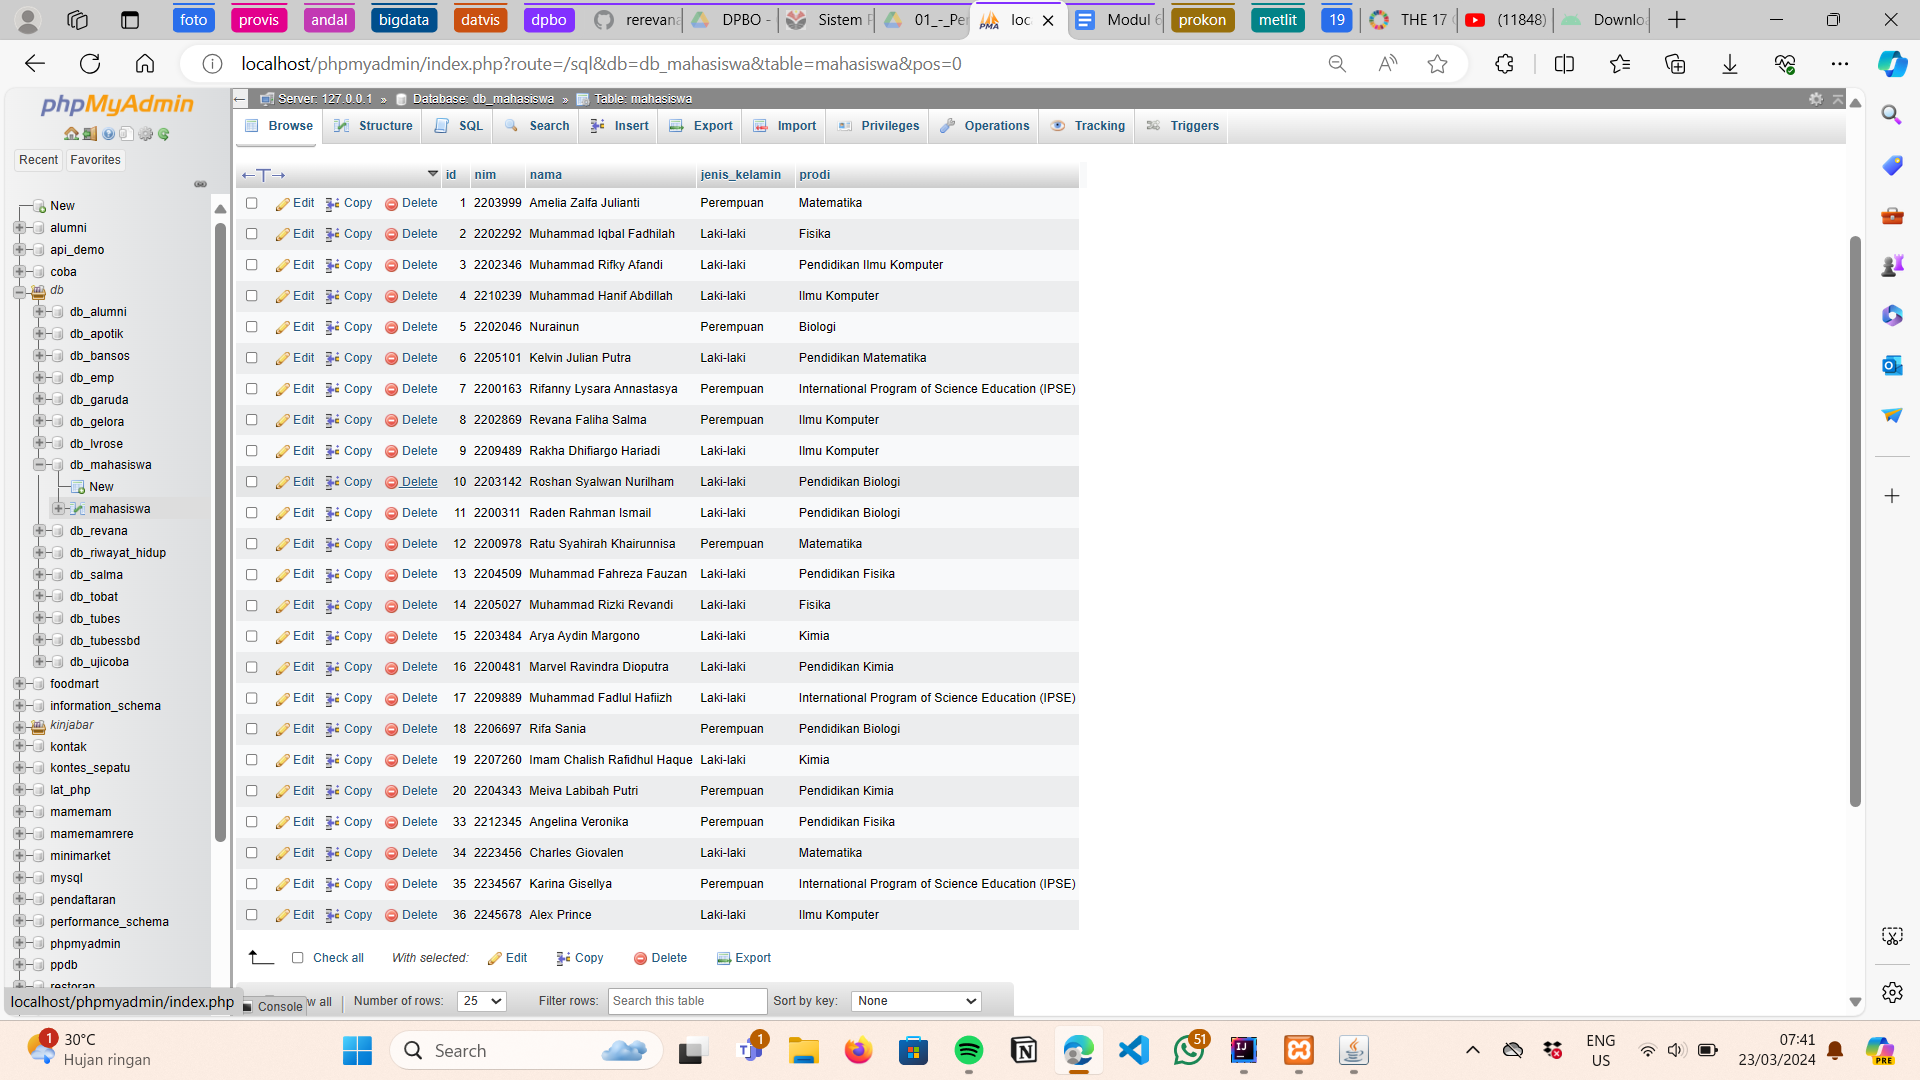 foto
provis
andal
bigdata
datvis
dpbo
rerevana
DPBO -
Sistem P
01_-_Pe
loc
Modul 6
prokon
metlit
19
THE 17
(11848)
Downlo
localhost/phpmyadmin/index.php?route=/sql&db=db_mahasiswa&table=mahasiswa&pos=0
phpMyAdmin
Recent
Favorites
New
alumni
api_demo
coba
db
db_alumni
db_apotik
db_bansos
db_emp
db_garuda
db_gelora
db_lvrose
db_mahasiswa
New
mahasiswa
db_revana
db_riwayat_hidup
db_salma
db_tobat
db_tubes
db_tubessbd
db_ujicoba
foodmart
information_schema
kinjabar
kontak
kontes_sepatu
lat_php
mamemam
mamemamrere
minimarket
mysql
pendaftaran
performance_schema
phpmyadmin
ppdb
restoran
localhost/phpmyadmin/index.php
Server: 127.0.0.1 » Database: db_mahasiswa » Table: mahasiswa
Browse Structure SQL Search Insert Export Import Privileges Operations Tracking Triggers
←T→ id nim nama jenis_kelamin prodi
Edit Copy Delete 1 2203999 Amelia Zalfa Julianti Perempuan Matematika
Edit Copy Delete 2 2202292 Muhammad Iqbal Fadhilah Laki-laki Fisika
Edit Copy Delete 3 2202346 Muhammad Rifky Afandi Laki-laki Pendidikan Ilmu Komputer
Edit Copy Delete 4 2210239 Muhammad Hanif Abdillah Laki-laki Ilmu Komputer
Edit Copy Delete 5 2202046 Nurainun Perempuan Biologi
Edit Copy Delete 6 2205101 Kelvin Julian Putra Laki-laki Pendidikan Matematika
Edit Copy Delete 7 2200163 Rifanny Lysara Annastasya Perempuan International Program of Science Education (IPSE)
Edit Copy Delete 8 2202869 Revana Faliha Salma Perempuan Ilmu Komputer
Edit Copy Delete 9 2209489 Rakha Dhifiargo Hariadi Laki-laki Ilmu Komputer
Edit Copy Delete 10 2203142 Roshan Syalwan Nurilham Laki-laki Pendidikan Biologi
Edit Copy Delete 11 2200311 Raden Rahman Ismail Laki-laki Pendidikan Biologi
Edit Copy Delete 12 2200978 Ratu Syahirah Khairunnisa Perempuan Matematika
Edit Copy Delete 13 2204509 Muhammad Fahreza Fauzan Laki-laki Pendidikan Fisika
Edit Copy Delete 14 2205027 Muhammad Rizki Revandi Laki-laki Fisika
Edit Copy Delete 15 2203484 Arya Aydin Margono Laki-laki Kimia
Edit Copy Delete 16 2200481 Marvel Ravindra Dioputra Laki-laki Pendidikan Kimia
Edit Copy Delete 17 2209889 Muhammad Fadlul Hafiizh Laki-laki International Program of Science Education (IPSE)
Edit Copy Delete 18 2206697 Rifa Sania Perempuan Pendidikan Biologi
Edit Copy Delete 19 2207260 Imam Chalish Rafidhul Haque Laki-laki Kimia
Edit Copy Delete 20 2204343 Meiva Labibah Putri Perempuan Pendidikan Kimia
Edit Copy Delete 33 2212345 Angelina Veronika Perempuan Pendidikan Fisika
Edit Copy Delete 34 2223456 Charles Giovalen Laki-laki Matematika
Edit Copy Delete 35 2234567 Karina Gisellya Perempuan International Program of Science Education (IPSE)
Edit Copy Delete 36 2245678 Alex Prince Laki-laki Ilmu Komputer
Check all With selected: Edit Copy Delete Export
all Number of rows: 25 Filter rows: Search this table Sort by key: None
Console
30°C
Hujan ringan
Search
1
1
51
ENG
US
07:41
23/03/2024
PRE